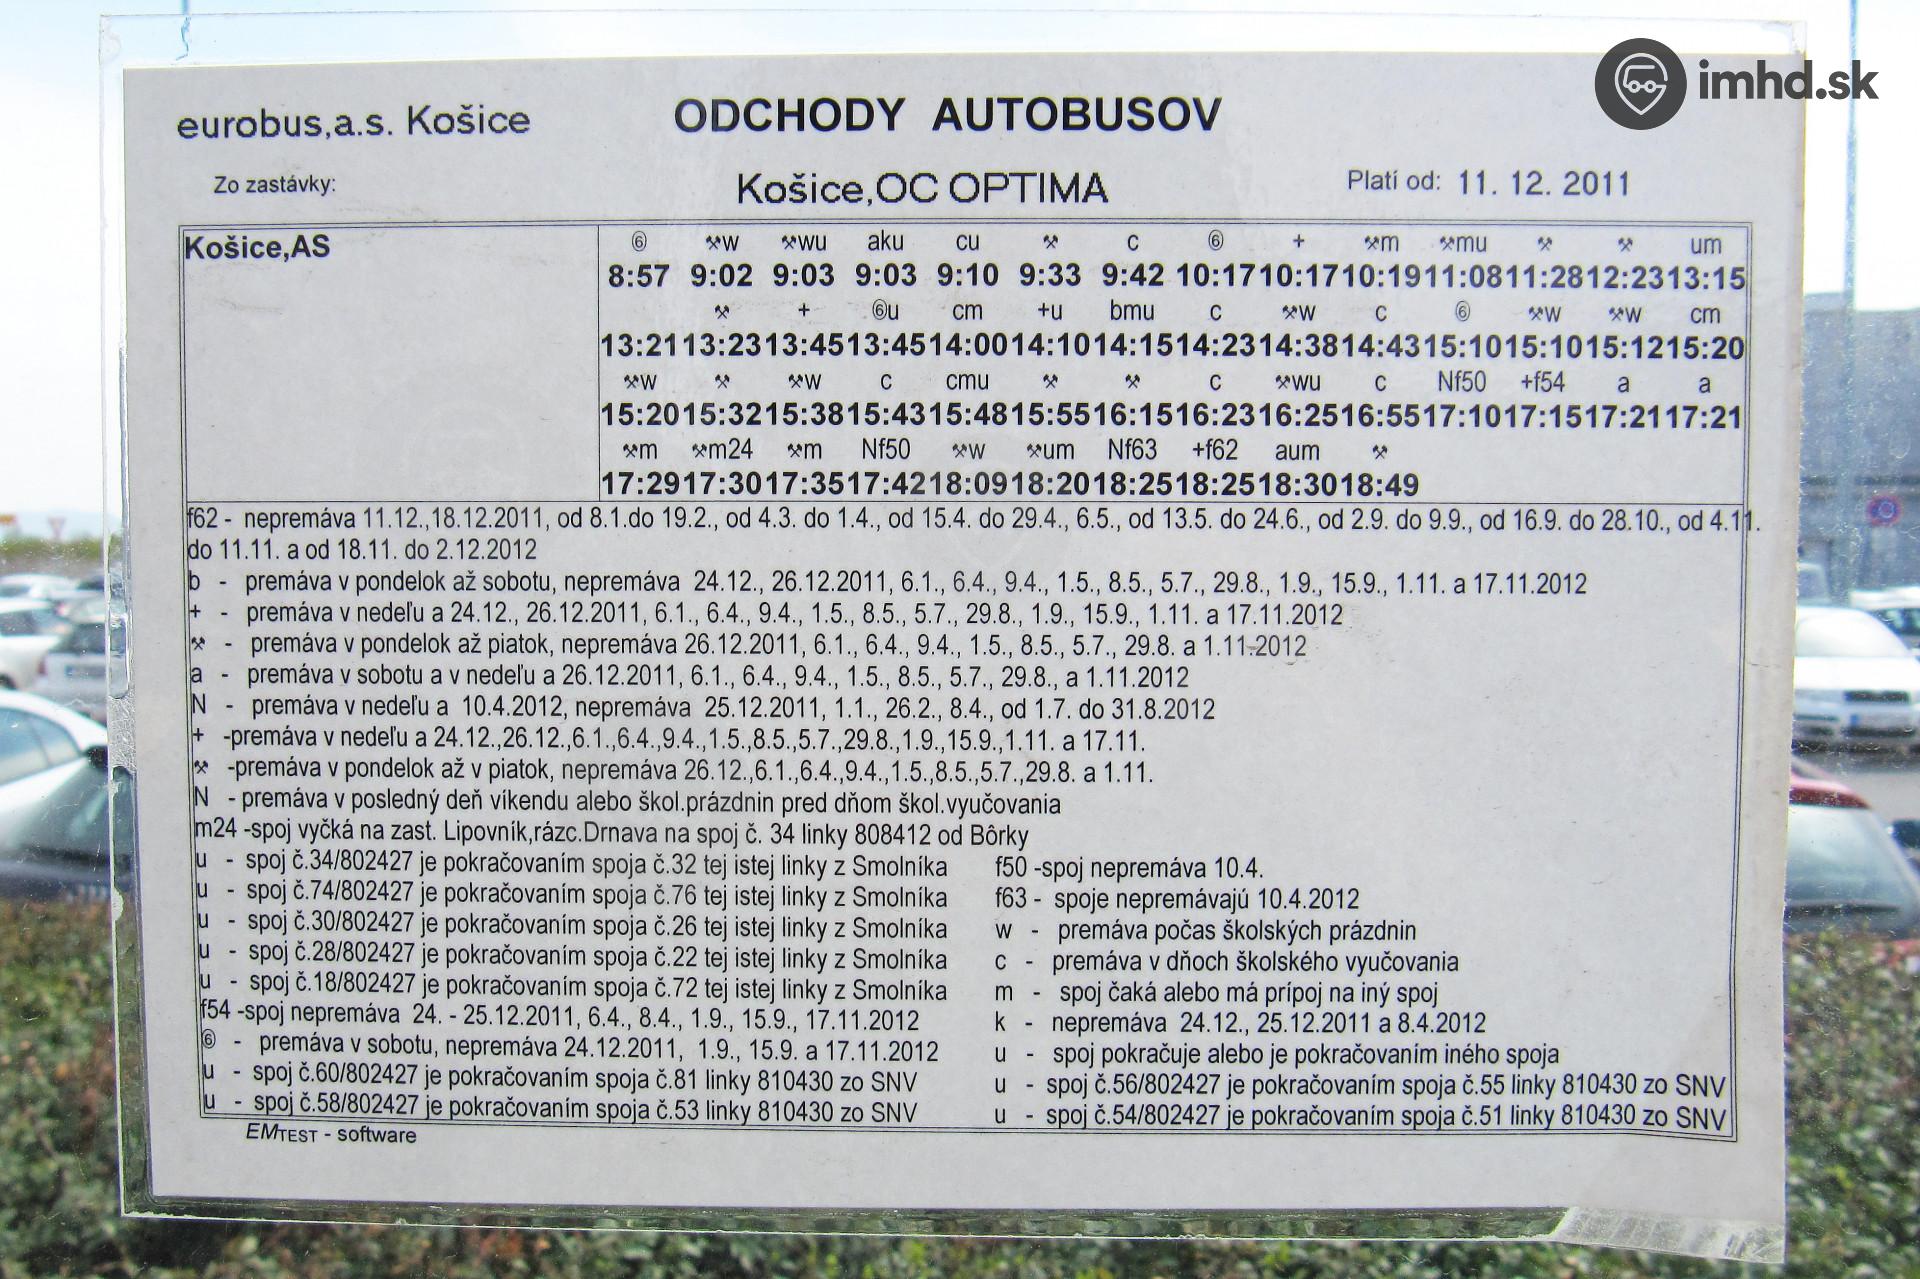 imhd.sk
eurobus,a.s. Košice ODCHODY AUTOBUSOV
Zo zastávky: Košice,OC OPTIMA Platí od: 11. 12. 2011
Košice,AS ⑥ ⚒w ⚒wu aku cu ⚒ c ⑥ + ⚒m ⚒mu ⚒ ⚒ um
8:57 9:02 9:03 9:03 9:10 9:33 9:42 10:17 10:17 10:19 11:08 11:28 12:23 13:15
⚒ + ⑥u cm +u bmu c ⚒w c ⑥ ⚒w ⚒w cm
13:21 13:23 13:45 13:45 14:00 14:10 14:15 14:23 14:38 14:43 15:10 15:10 15:12 15:20
⚒w ⚒ ⚒w c cmu ⚒ ⚒ c ⚒wu c Nf50 +f54 a a
15:20 15:32 15:38 15:43 15:48 15:55 16:15 16:23 16:25 16:55 17:10 17:15 17:21 17:21
⚒m ⚒m24 ⚒m Nf50 ⚒w ⚒um Nf63 +f62 aum ⚒
17:29 17:30 17:35 17:42 18:09 18:20 18:25 18:25 18:30 18:49
f62 - nepremáva 11.12.,18.12.2011, od 8.1.do 19.2., od 4.3. do 1.4., od 15.4. do 29.4., 6.5., od 13.5. do 24.6., od 2.9. do 9.9., od 16.9. do 28.10., od 4.11.
do 11.11. a od 18.11. do 2.12.2012
b - premáva v pondelok až sobotu, nepremáva 24.12., 26.12.2011, 6.1., 6.4., 9.4., 1.5., 8.5., 5.7., 29.8., 1.9., 15.9., 1.11. a 17.11.2012
+ - premáva v nedeľu a 24.12., 26.12.2011, 6.1., 6.4., 9.4., 1.5., 8.5., 5.7., 29.8., 1.9., 15.9., 1.11. a 17.11.2012
⚒ - premáva v pondelok až piatok, nepremáva 26.12.2011, 6.1., 6.4., 9.4., 1.5., 8.5., 5.7., 29.8. a 1.11.2012
a - premáva v sobotu a v nedeľu a 26.12.2011, 6.1., 6.4., 9.4., 1.5., 8.5., 5.7., 29.8., a 1.11.2012
N - premáva v nedeľu a 10.4.2012, nepremáva 25.12.2011, 1.1., 26.2., 8.4., od 1.7. do 31.8.2012
+ -premáva v nedeľu a 24.12.,26.12.,6.1.,6.4.,9.4.,1.5.,8.5.,5.7.,29.8.,1.9.,15.9.,1.11. a 17.11.
⚒ -premáva v pondelok až v piatok, nepremáva 26.12.,6.1.,6.4.,9.4.,1.5.,8.5.,5.7.,29.8. a 1.11.
N - premáva v posledný deň víkendu alebo škol.prázdnin pred dňom škol.vyučovania
m24 -spoj vyčká na zast. Lipovník,rázc.Drnava na spoj č. 34 linky 808412 od Bôrky
u - spoj č.34/802427 je pokračovaním spoja č.32 tej istej linky z Smolníka f50 -spoj nepremáva 10.4.
u - spoj č.74/802427 je pokračovaním spoja č.76 tej istej linky z Smolníka f63 - spoje nepremávajú 10.4.2012
u - spoj č.30/802427 je pokračovaním spoja č.26 tej istej linky z Smolníka w - premáva počas školských prázdnin
u - spoj č.28/802427 je pokračovaním spoja č.22 tej istej linky z Smolníka c - premáva v dňoch školského vyučovania
u - spoj č.18/802427 je pokračovaním spoja č.72 tej istej linky z Smolníka m - spoj čaká alebo má prípoj na iný spoj
f54 -spoj nepremáva 24. - 25.12.2011, 6.4., 8.4., 1.9., 15.9., 17.11.2012 k - nepremáva 24.12., 25.12.2011 a 8.4.2012
⑥ - premáva v sobotu, nepremáva 24.12.2011, 1.9., 15.9. a 17.11.2012 u - spoj pokračuje alebo je pokračovaním iného spoja
u - spoj č.60/802427 je pokračovaním spoja č.81 linky 810430 zo SNV u - spoj č.56/802427 je pokračovaním spoja č.55 linky 810430 zo SNV
u - spoj č.58/802427 je pokračovaním spoja č.53 linky 810430 zo SNV u - spoj č.54/802427 je pokračovaním spoja č.51 linky 810430 zo SNV
EMTEST - software